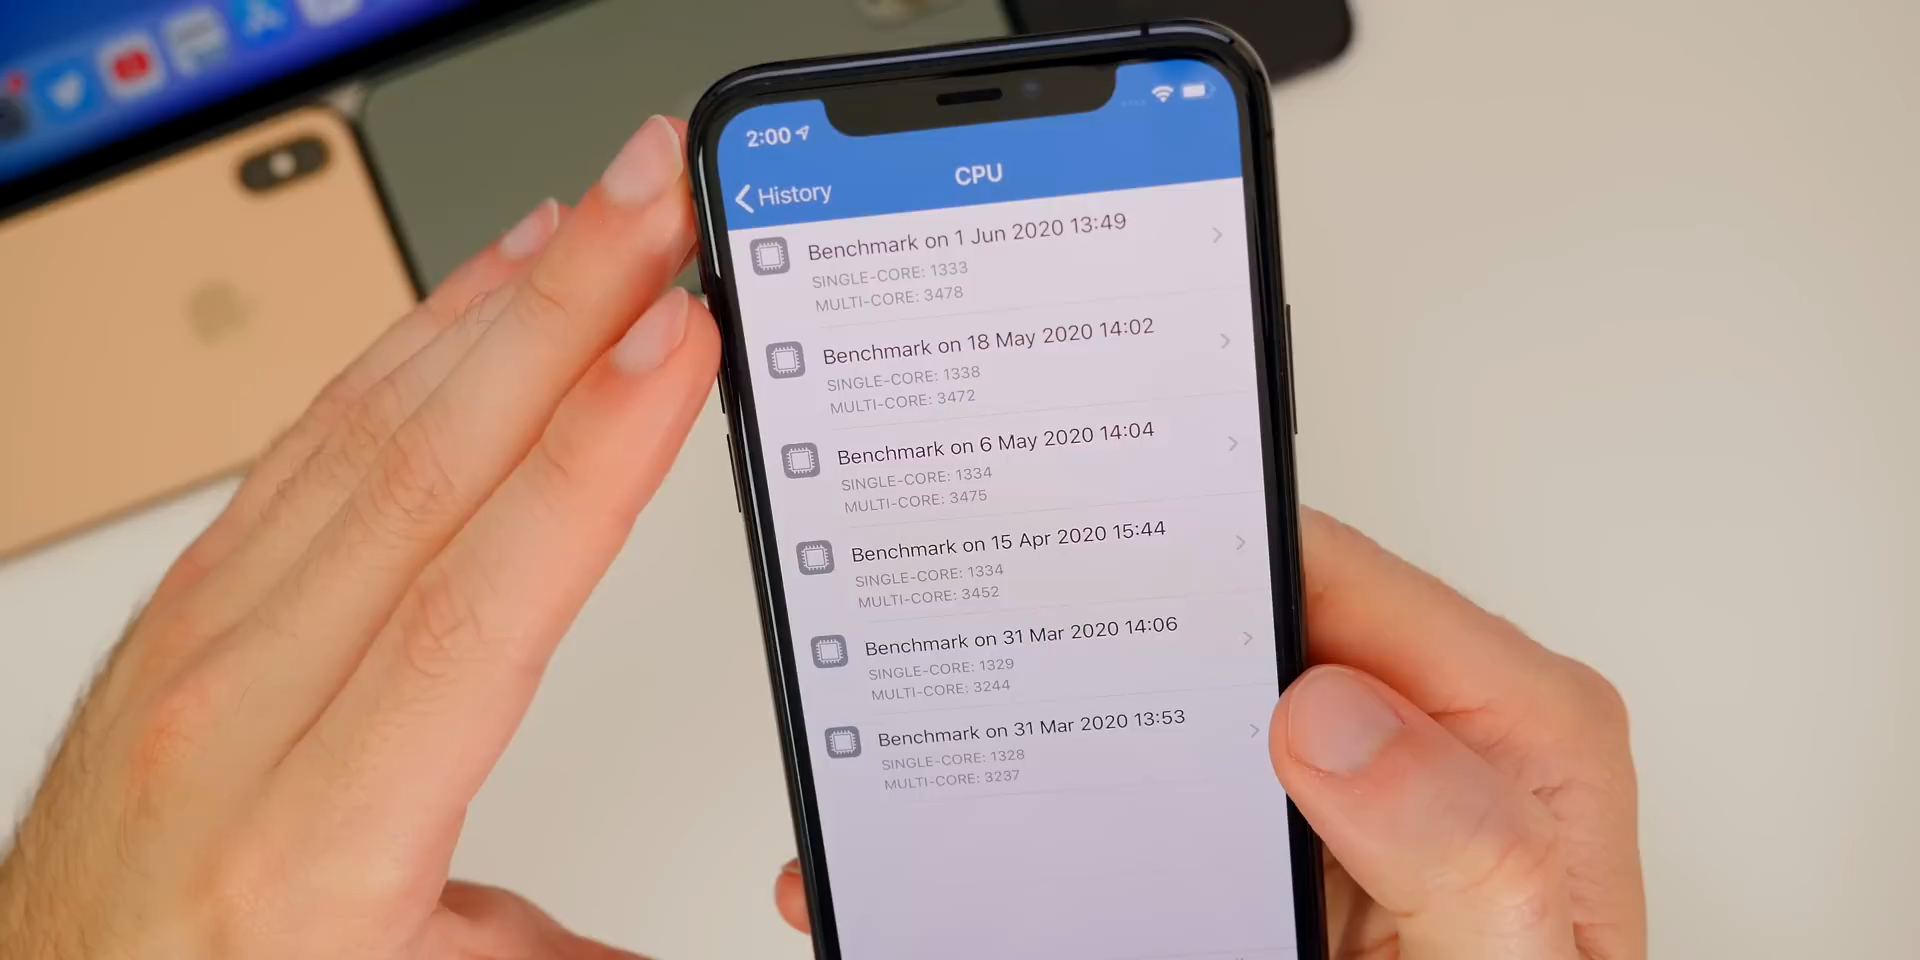 2:00
History
CPU
Benchmark on 1 Jun 2020 13:49
SINGLE-CORE: 1333
MULTI-CORE: 3478
Benchmark on 18 May 2020 14:02
SINGLE-CORE: 1338
MULTI-CORE: 3472
Benchmark on 6 May 2020 14:04
SINGLE-CORE: 1334
MULTI-CORE: 3475
Benchmark on 15 Apr 2020 15:44
SINGLE-CORE: 1334
MULTI-CORE: 3452
Benchmark on 31 Mar 2020 14:06
SINGLE-CORE: 1329
MULTI-CORE: 3244
Benchmark on 31 Mar 2020 13:53
SINGLE-CORE: 1328
MULTI-CORE: 3237